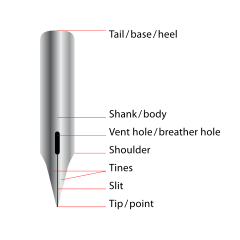 Tail / base / heel
Shank / body
Vent hole / breather hole
Shoulder
Tines
Slit
Tip / point